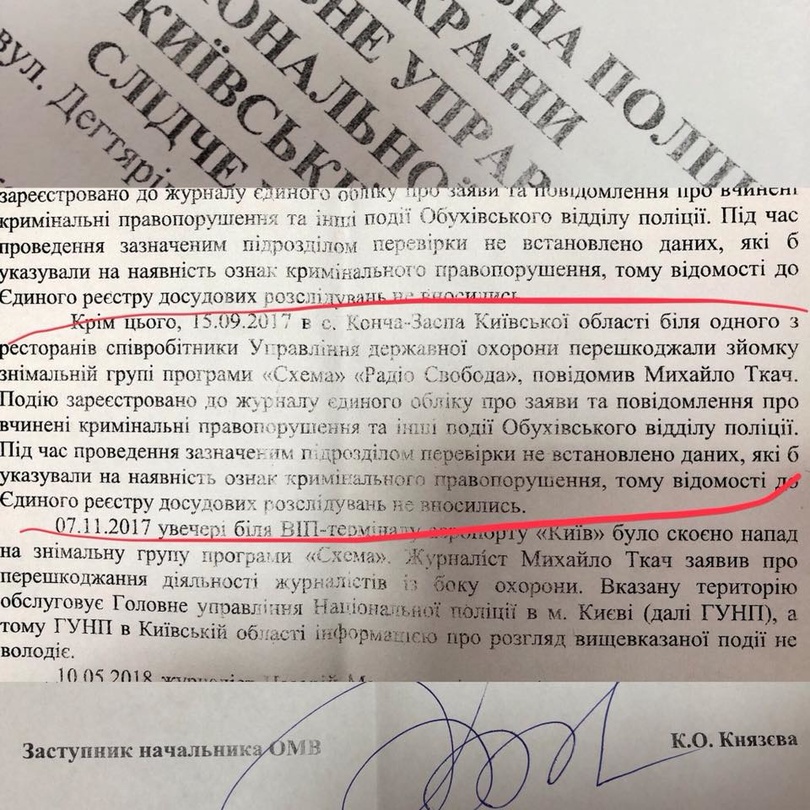 НА ПОЛІЦ
КРАЇНИ
НЕ УПРАВ
ОНАЛЬНО
КИЇВСЬК
СЛІДЧЕ
вул. Дегтярі
зареєстровано до журналу єдиного обліку про заяви та повідомлення про вчинені
кримінальні правопорушення та інші події Обухівського відділу поліції. Під час
проведення зазначеним підрозділом перевірки не встановлено даних, які б
указували на наявність ознак кримінального правопорушення, тому відомості до
Єдиного реєстру досудових розслідувань не вносились.
Крім цього, 15.09.2017 в с. Конча-Заспа Київської області біля одного з
ресторанів співробітники Управління державної охорони перешкоджали зйомку
знімальній групі програми «Схема» «Радіо Свобода», повідомив Михайло Ткач.
Подію зареєстровано до журналу єдиного обліку про заяви та повідомлення про
вчинені кримінальні правопорушення та інші події Обухівського відділу поліції.
Під час проведення зазначеним підрозділом перевірки не встановлено даних, які б
указували на наявність ознак кримінального правопорушення, тому відомості до
Єдиного реєстру досудових розслідувань не вносились.
07.11.2017 увечері біля ВІП-терміналу аеропорту «Київ» було скоєно напад
на знімальну групу програми «Схема». Журналіст Михайло Ткач заявив про
перешкоджання діяльності журналістів із боку охорони. Вказану територію
обслуговує Головне управління Національної поліції в м. Києві (далі ГУНП), а
тому ГУНП в Київській області інформацією про розгляд вищевказаної події не
володіє.
10.05.2018 журналіст
Заступник начальника ОМВ
К.О. Князєва